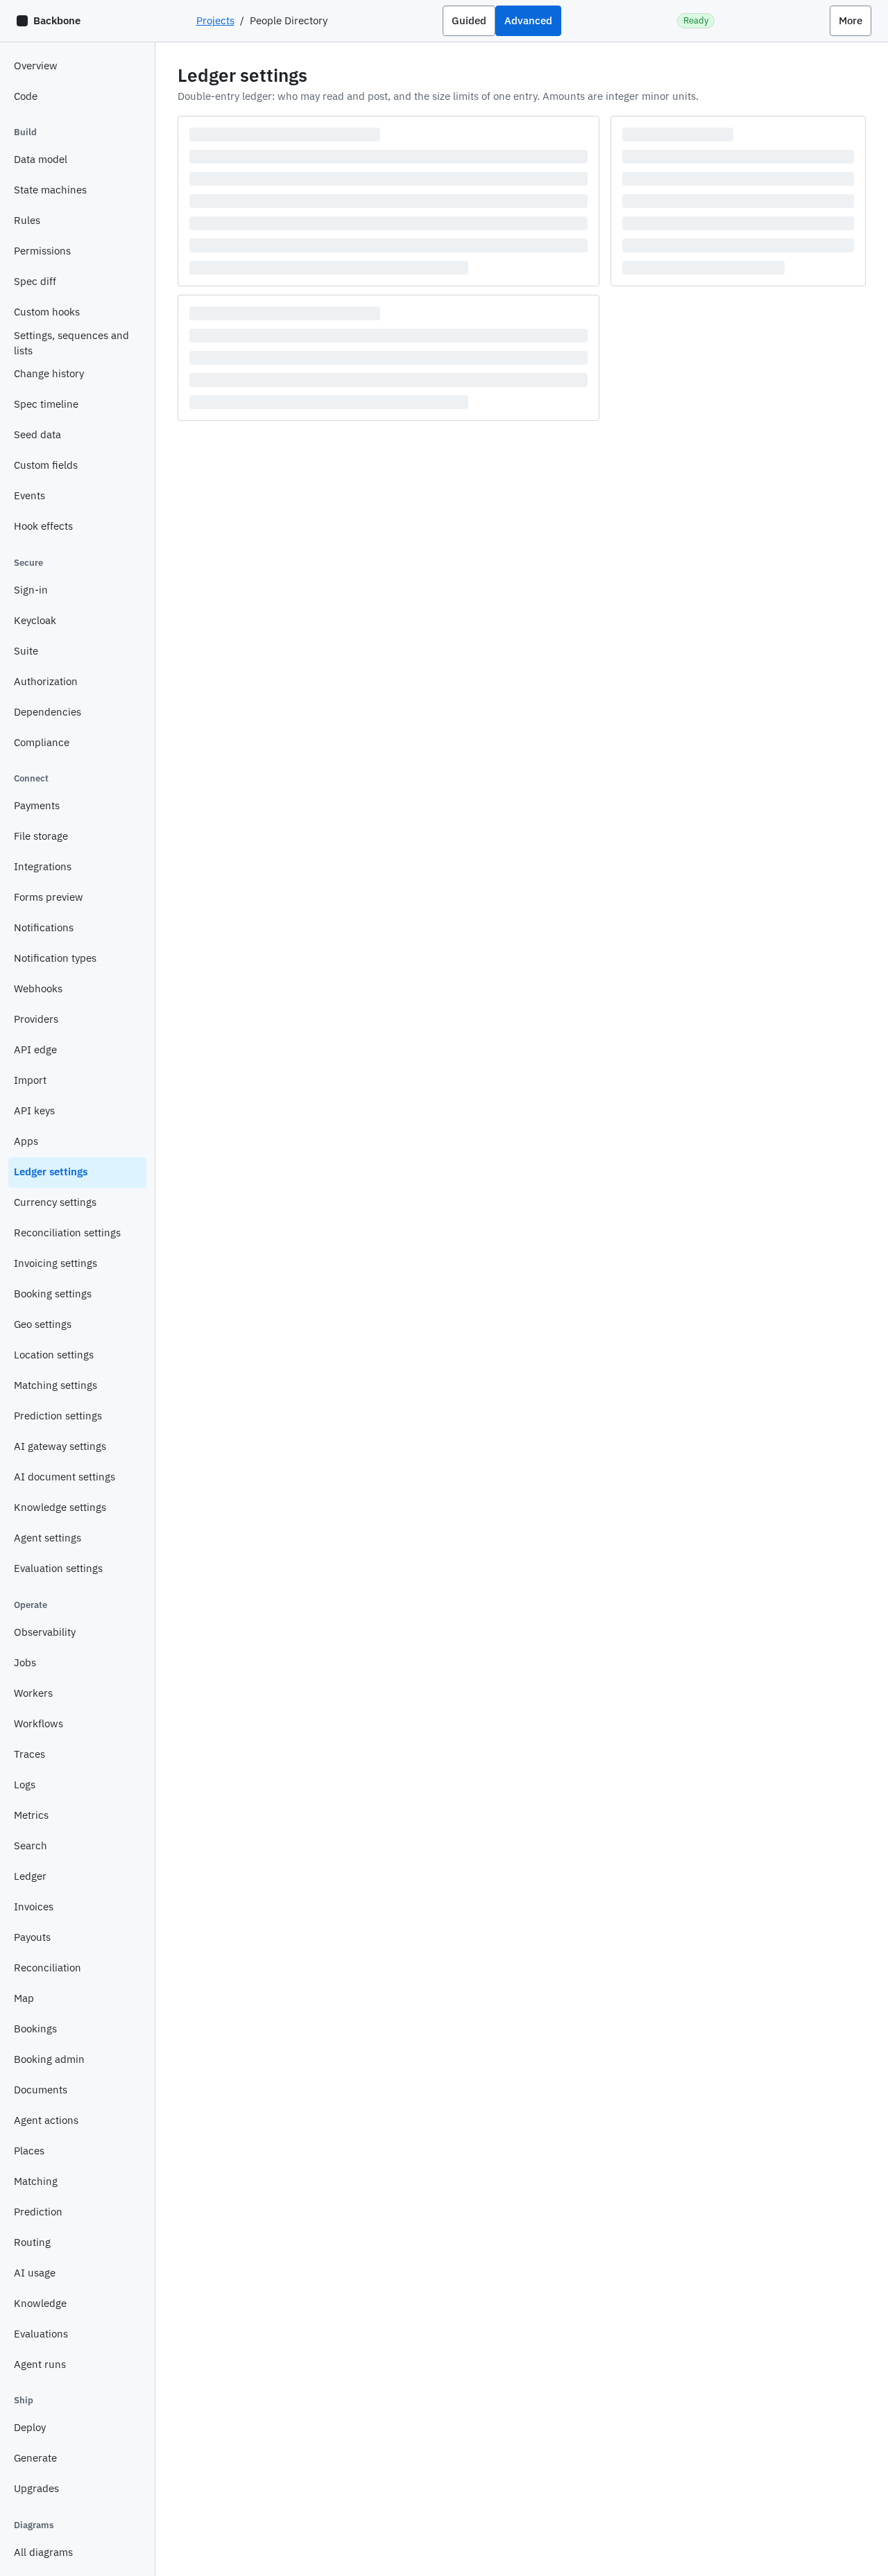 Backbone
Projects / People Directory
Guided
Advanced
Ready
More
Overview
Code
Build
Data model
State machines
Rules
Permissions
Spec diff
Custom hooks
Settings, sequences and
lists
Change history
Spec timeline
Seed data
Custom fields
Events
Hook effects
Secure
Sign-in
Keycloak
Suite
Authorization
Dependencies
Compliance
Connect
Payments
File storage
Integrations
Forms preview
Notifications
Notification types
Webhooks
Providers
API edge
Import
API keys
Apps
Ledger settings
Currency settings
Reconciliation settings
Invoicing settings
Booking settings
Geo settings
Location settings
Matching settings
Prediction settings
AI gateway settings
AI document settings
Knowledge settings
Agent settings
Evaluation settings
Operate
Observability
Jobs
Workers
Workflows
Traces
Logs
Metrics
Search
Ledger
Invoices
Payouts
Reconciliation
Map
Bookings
Booking admin
Documents
Agent actions
Places
Matching
Prediction
Routing
AI usage
Knowledge
Evaluations
Agent runs
Ship
Deploy
Generate
Upgrades
Diagrams
All diagrams
Ledger settings
Double-entry ledger: who may read and post, and the size limits of one entry. Amounts are integer minor units.